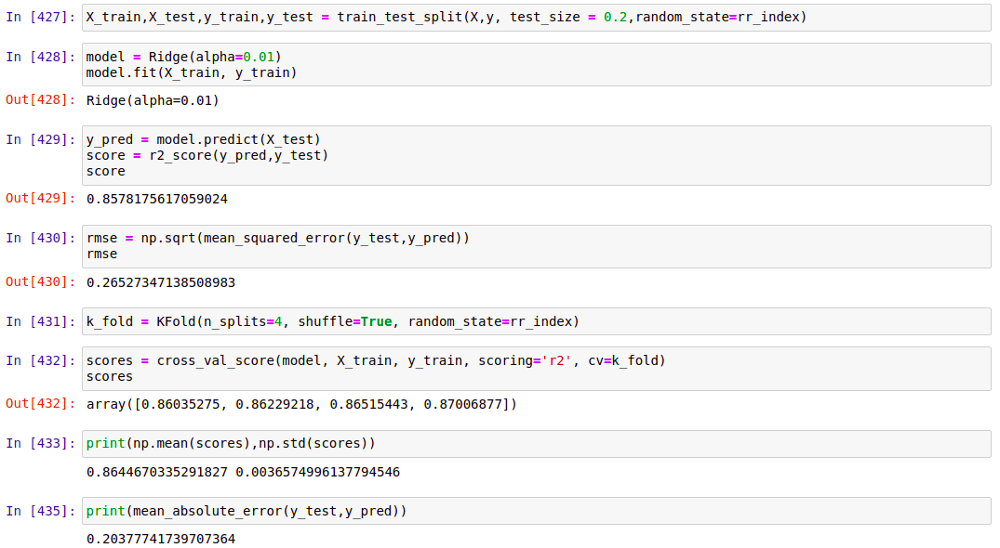 In [427]: X_train,X_test,y_train,y_test = train_test_split(X,y, test_size = 0.2,random_state=rr_index)
In [428]: model = Ridge(alpha=0.01)
model.fit(X_train, y_train)
Out[428]: Ridge(alpha=0.01)
In [429]: y_pred = model.predict(X_test)
score = r2_score(y_pred,y_test)
score
Out[429]: 0.8578175617059024
In [430]: rmse = np.sqrt(mean_squared_error(y_test,y_pred))
rmse
Out[430]: 0.26527347138508983
In [431]: k_fold = KFold(n_splits=4, shuffle=True, random_state=rr_index)
In [432]: scores = cross_val_score(model, X_train, y_train, scoring='r2', cv=k_fold)
scores
Out[432]: array([0.86035275, 0.86229218, 0.86515443, 0.87006877])
In [433]: print(np.mean(scores),np.std(scores))
0.8644670335291827 0.0036574996137794546
In [435]: print(mean_absolute_error(y_test,y_pred))
0.20377741739707364